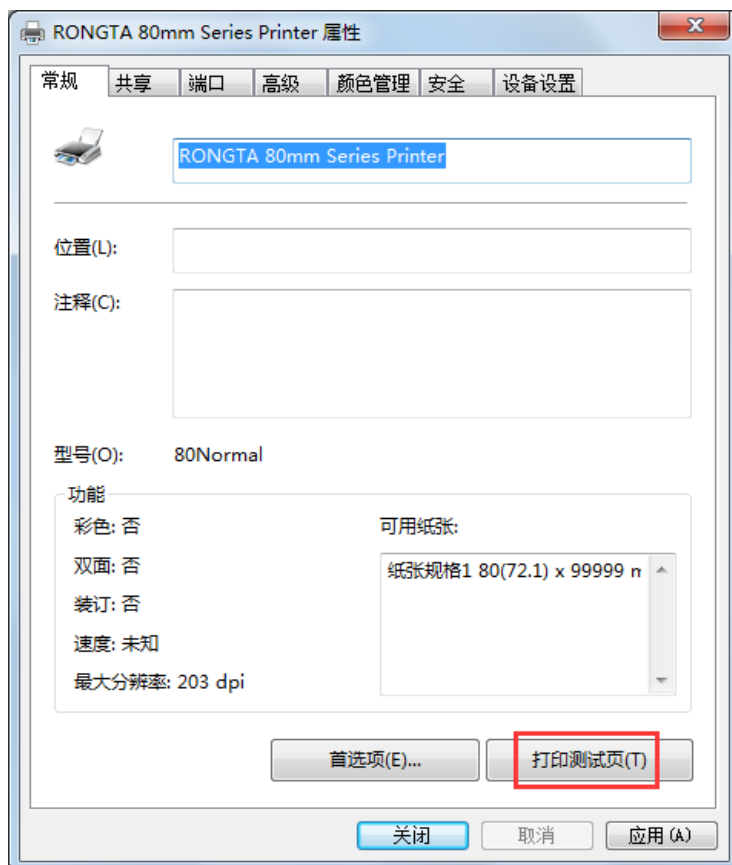 RONGTA 80mm Series Printer 属性
常规 共享 端口 高级 颜色管理 安全 设备设置
RONGTA 80mm Series Printer
位置(L):
注释(C):
型号(O): 80Normal
功能
彩色: 否 可用纸张:
双面: 否 纸张规格1 80(72.1) x 99999 m
装订: 否
速度: 未知
最大分辨率: 203 dpi
首选项(E)... 打印测试页(T)
关闭 取消 应用(A)